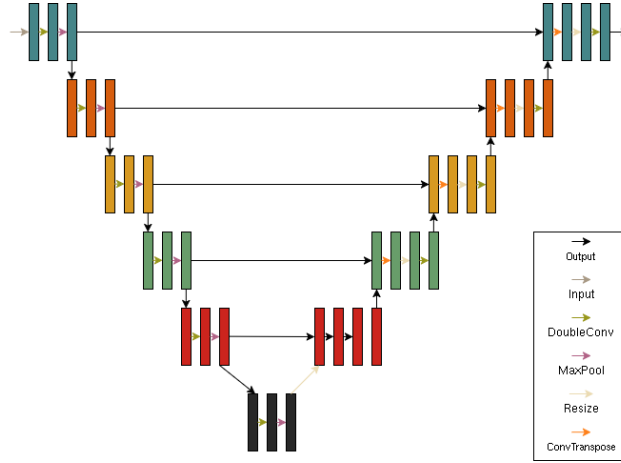 Output
Input
DoubleConv
MaxPool
Resize
ConvTranspose